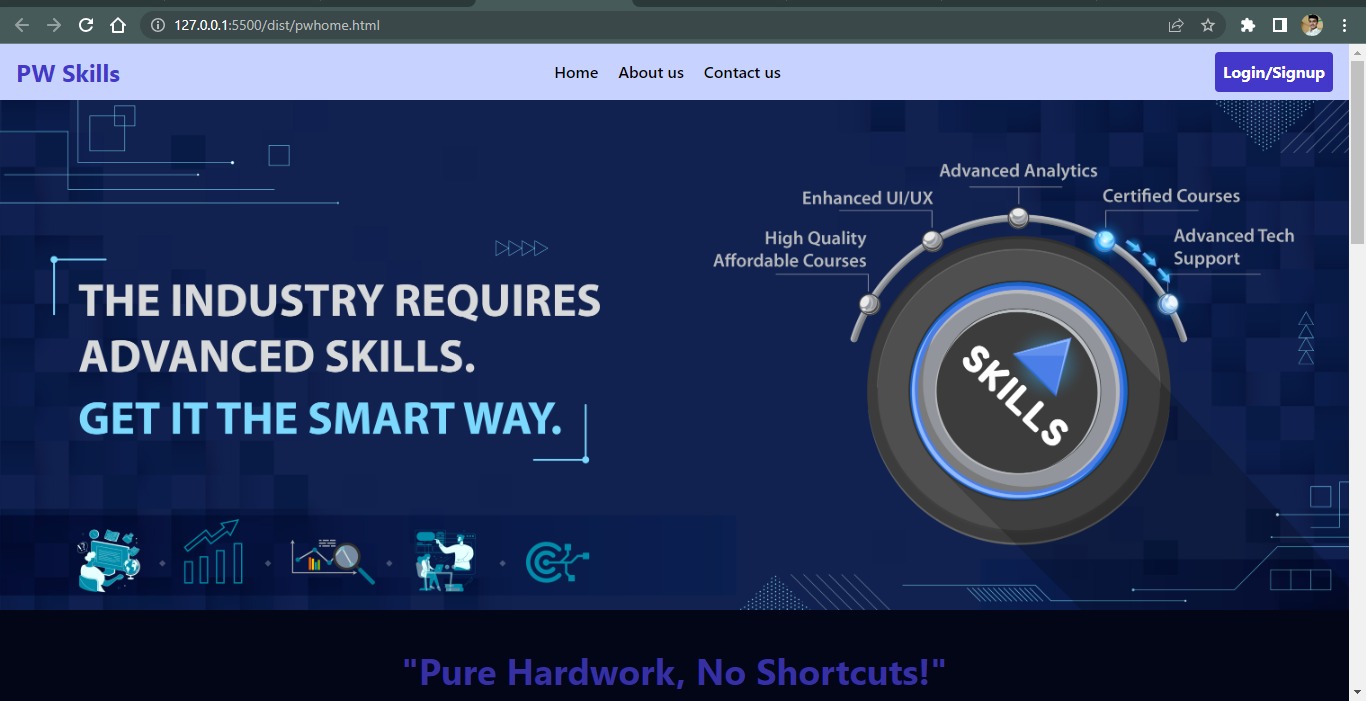 127.0.0.1:5500/dist/pwhome.html
PW Skills
Home About us Contact us
Login/Signup
Advanced Analytics
Enhanced UI/UX
Certified Courses
High Quality
Affordable Courses
Advanced Tech
Support
THE INDUSTRY REQUIRES
ADVANCED SKILLS.
GET IT THE SMART WAY.
SKILLS
"Pure Hardwork, No Shortcuts!"